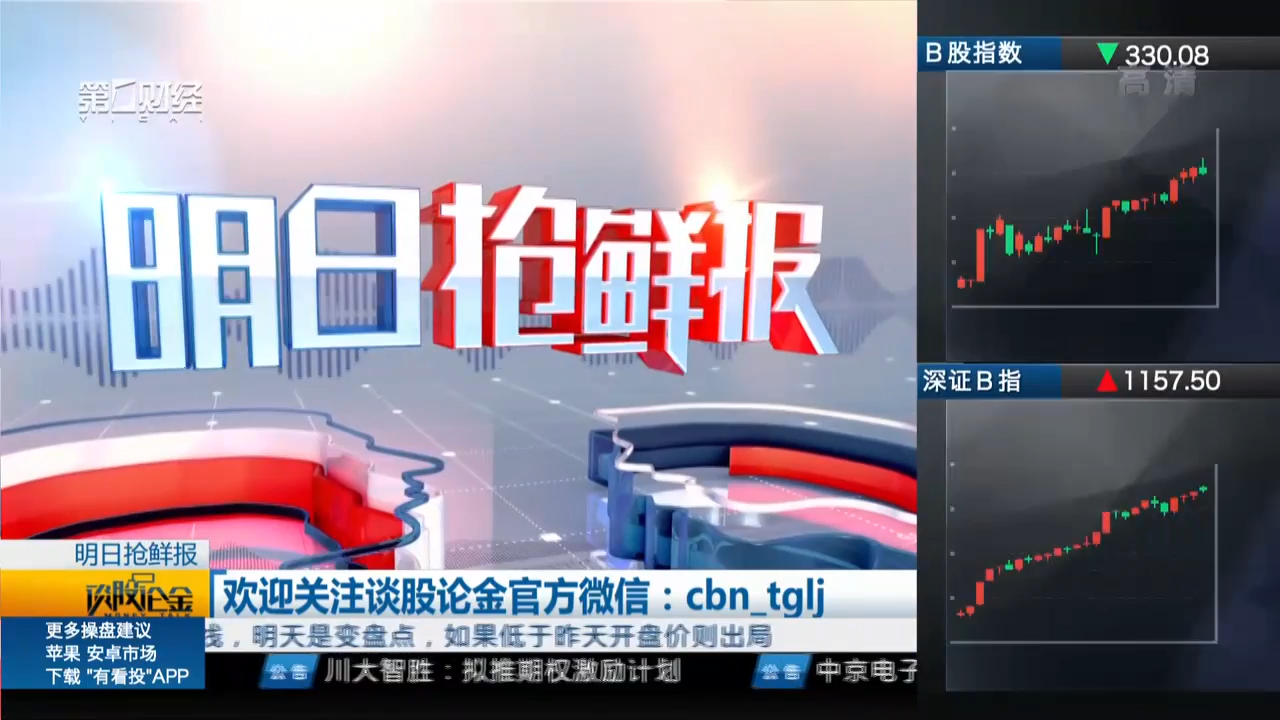 第一财经
YICAI
明日抢鲜报
B股指数 ▼330.08
高清
深证B指 ▲1157.50
明日抢鲜报
谈股论金
MONEY TALK
欢迎关注谈股论金官方微信：cbn_tglj
线，明天是变盘点，如果低于昨天开盘价则出局
更多操盘建议
苹果 安卓市场
下载 "有看投"APP
公告 川大智胜：拟推期权激励计划 公告 中京电子